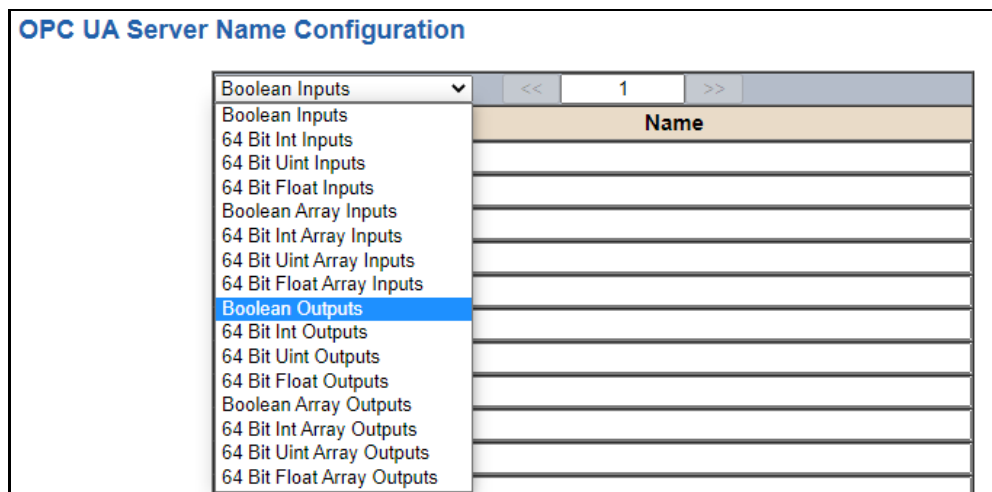 OPC UA Server Name Configuration
Boolean Inputs << 1 >>
Name
Boolean Inputs
64 Bit Int Inputs
64 Bit Uint Inputs
64 Bit Float Inputs
Boolean Array Inputs
64 Bit Int Array Inputs
64 Bit Uint Array Inputs
64 Bit Float Array Inputs
Boolean Outputs
64 Bit Int Outputs
64 Bit Uint Outputs
64 Bit Float Outputs
Boolean Array Outputs
64 Bit Int Array Outputs
64 Bit Uint Array Outputs
64 Bit Float Array Outputs